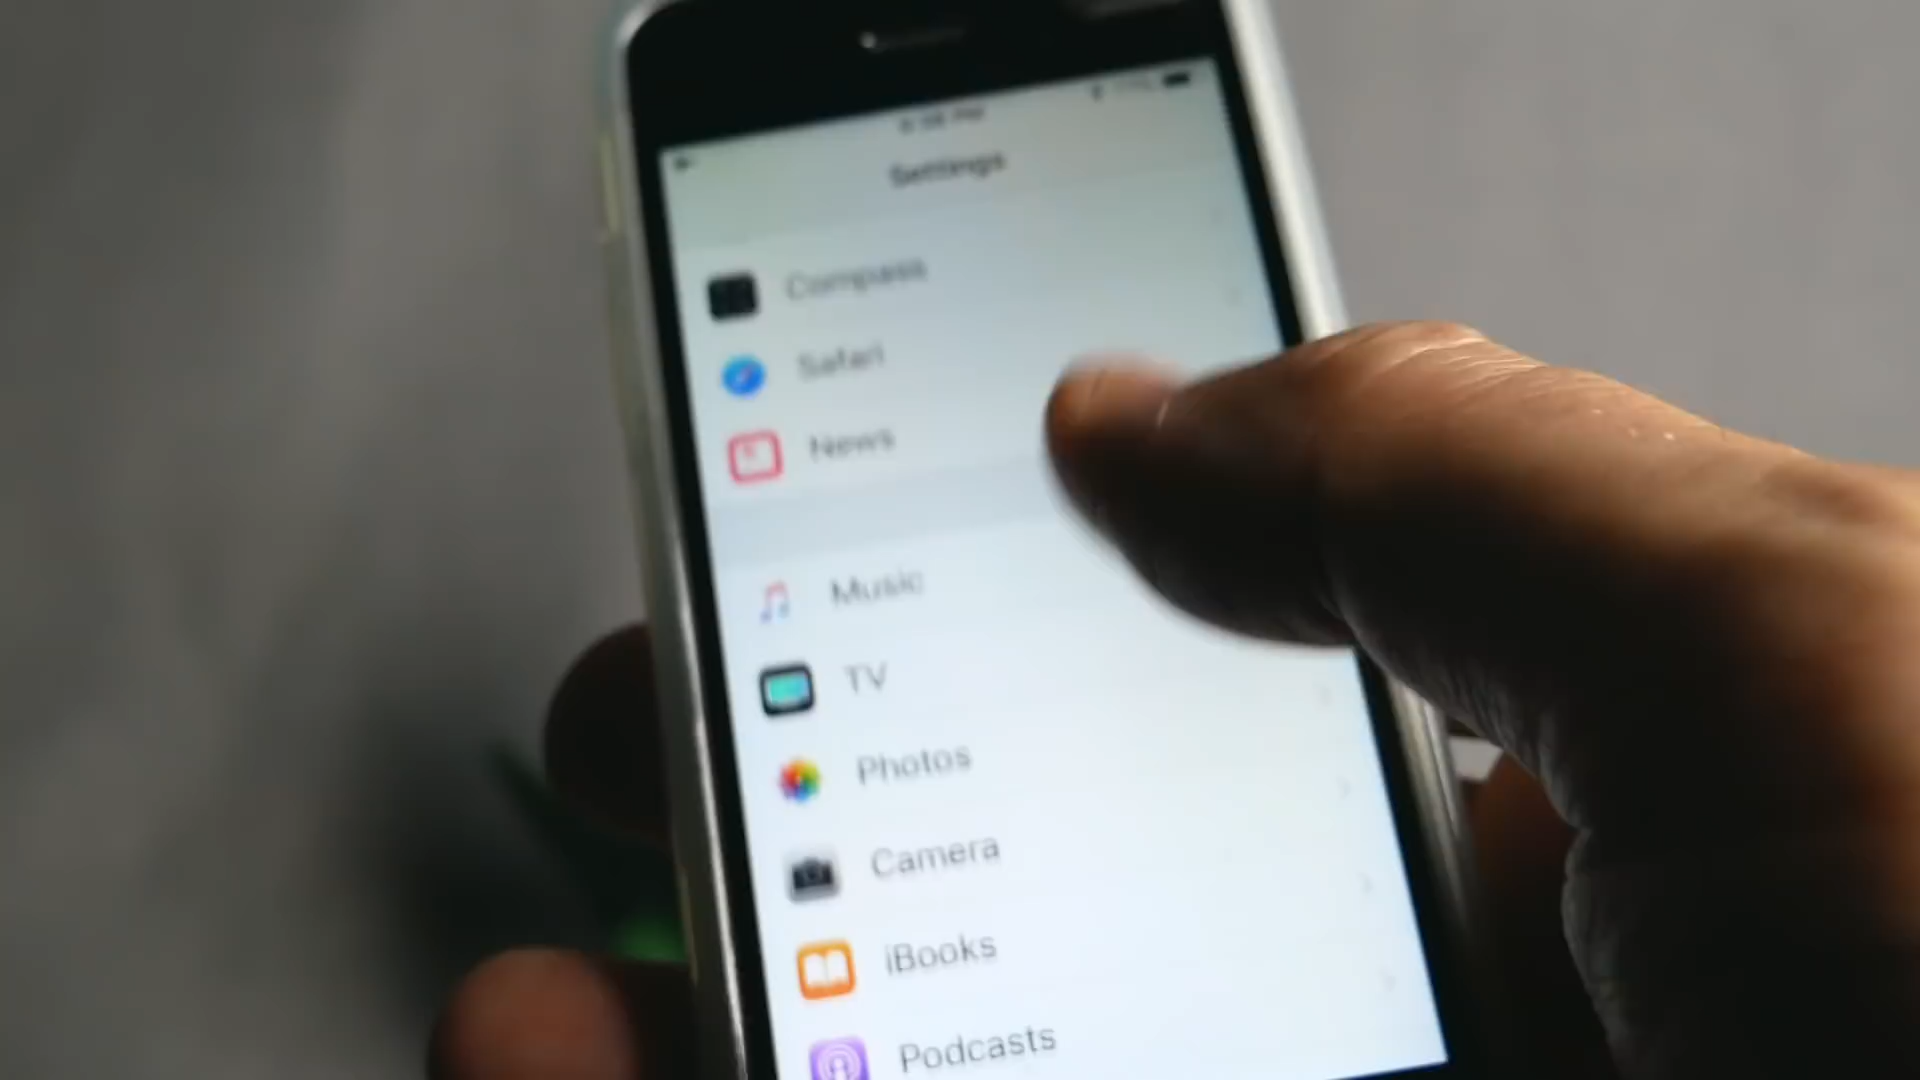 Settings
Compass
Safari
News
Music
TV
Photos
Camera
iBooks
Podcasts